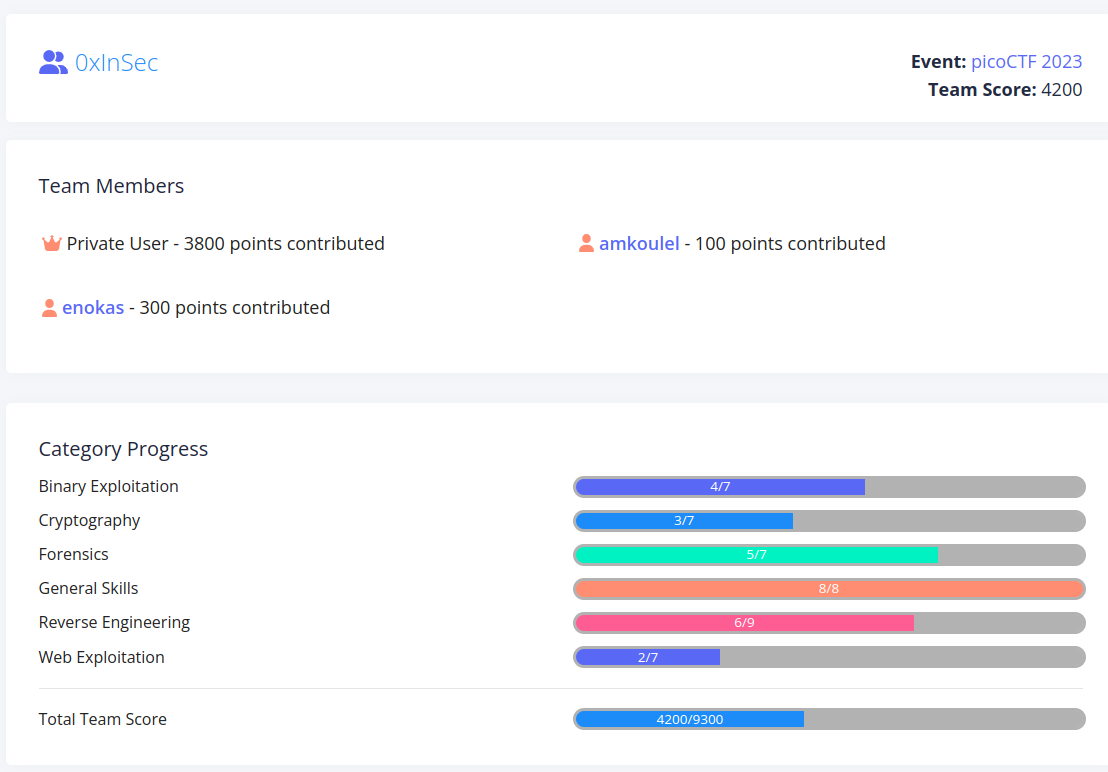 0xInSec
Event: picoCTF 2023
Team Score: 4200
Team Members
Private User - 3800 points contributed
amkoulel - 100 points contributed
enokas - 300 points contributed
Category Progress
Binary Exploitation 4/7
Cryptography 3/7
Forensics 5/7
General Skills 8/8
Reverse Engineering 6/9
Web Exploitation 2/7
Total Team Score 4200/9300